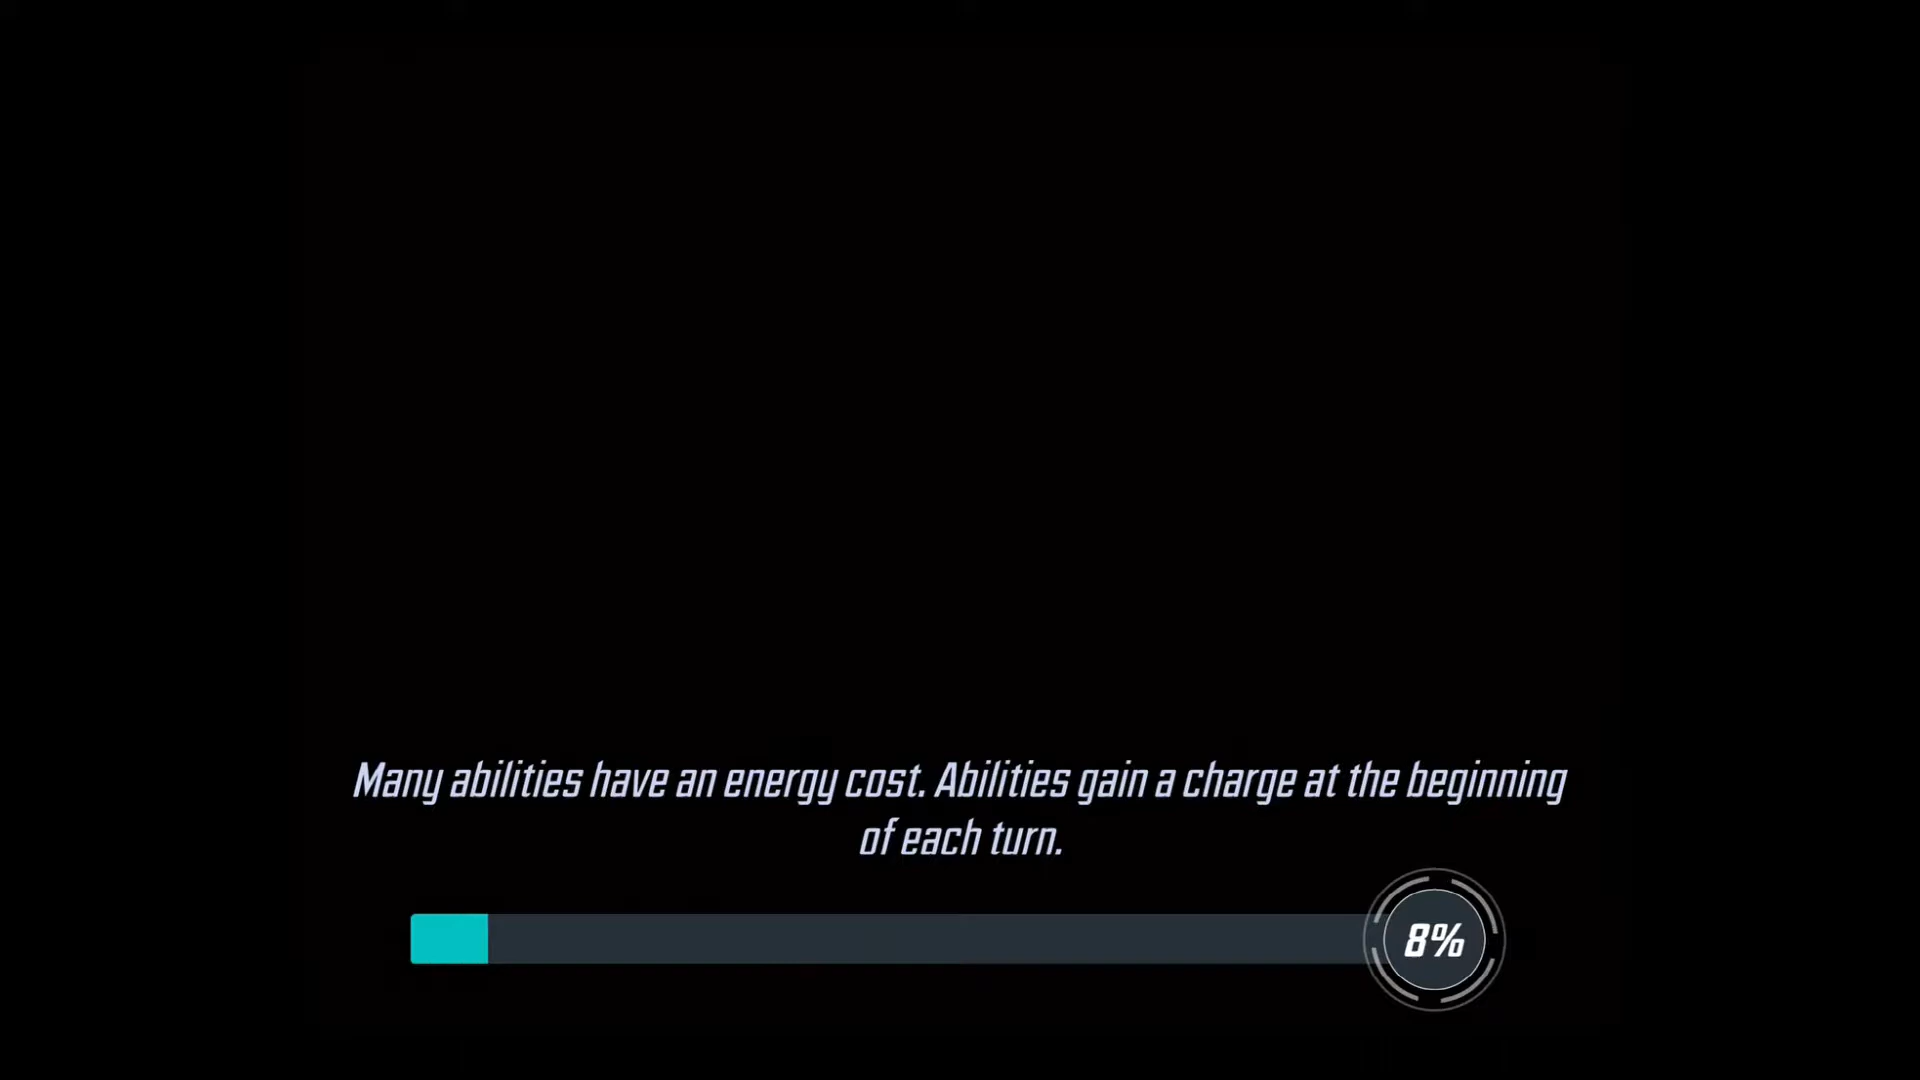 Many abilities have an energy cost. Abilities gain a charge at the beginning
of each turn.
8%